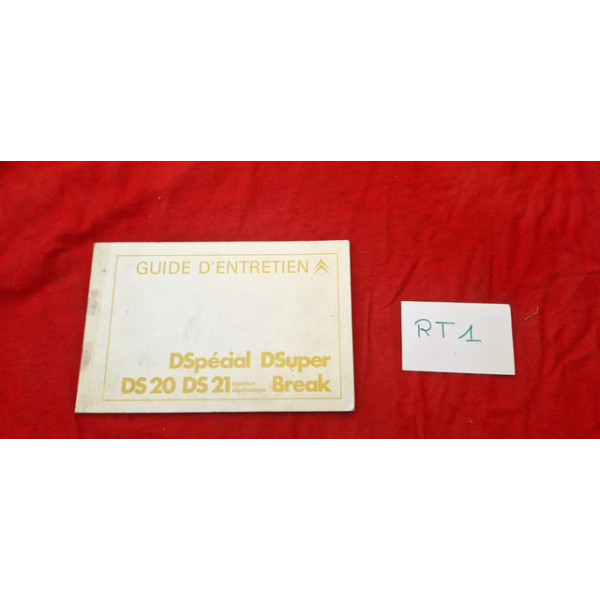 GUIDE D'ENTRETIEN
DSpécial DSuper
DS 20 DS 21 Break
RT1